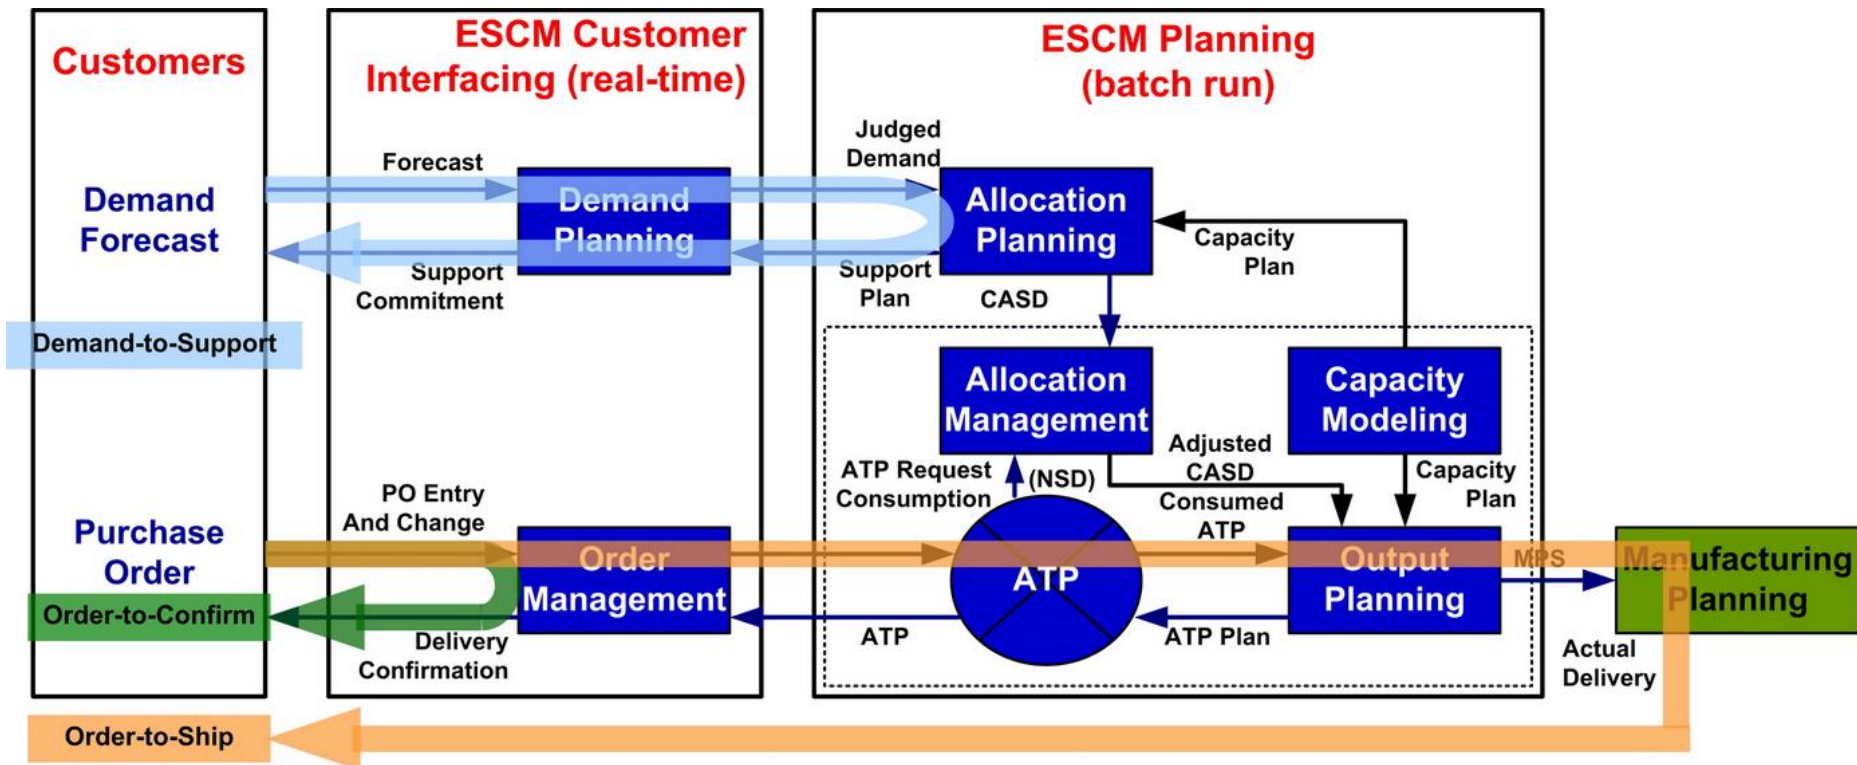 Customers
ESCM Customer
Interfacing (real-time)
ESCM Planning
(batch run)
Demand
Forecast
Forecast
Demand
Planning
Support
Commitment
Judged
Demand
Allocation
Planning
Support
Plan
CASD
Capacity
Plan
Demand-to-Support
Allocation
Management
Capacity
Modeling
ATP Request
Consumption
(NSD)
Adjusted
CASD
Consumed
ATP
Capacity
Plan
Purchase
Order
PO Entry
And Change
Order
Management
ATP
Output
Planning
MPS
Manufacturing
Planning
Order-to-Confirm
Delivery
Confirmation
ATP
ATP Plan
Actual
Delivery
Order-to-Ship